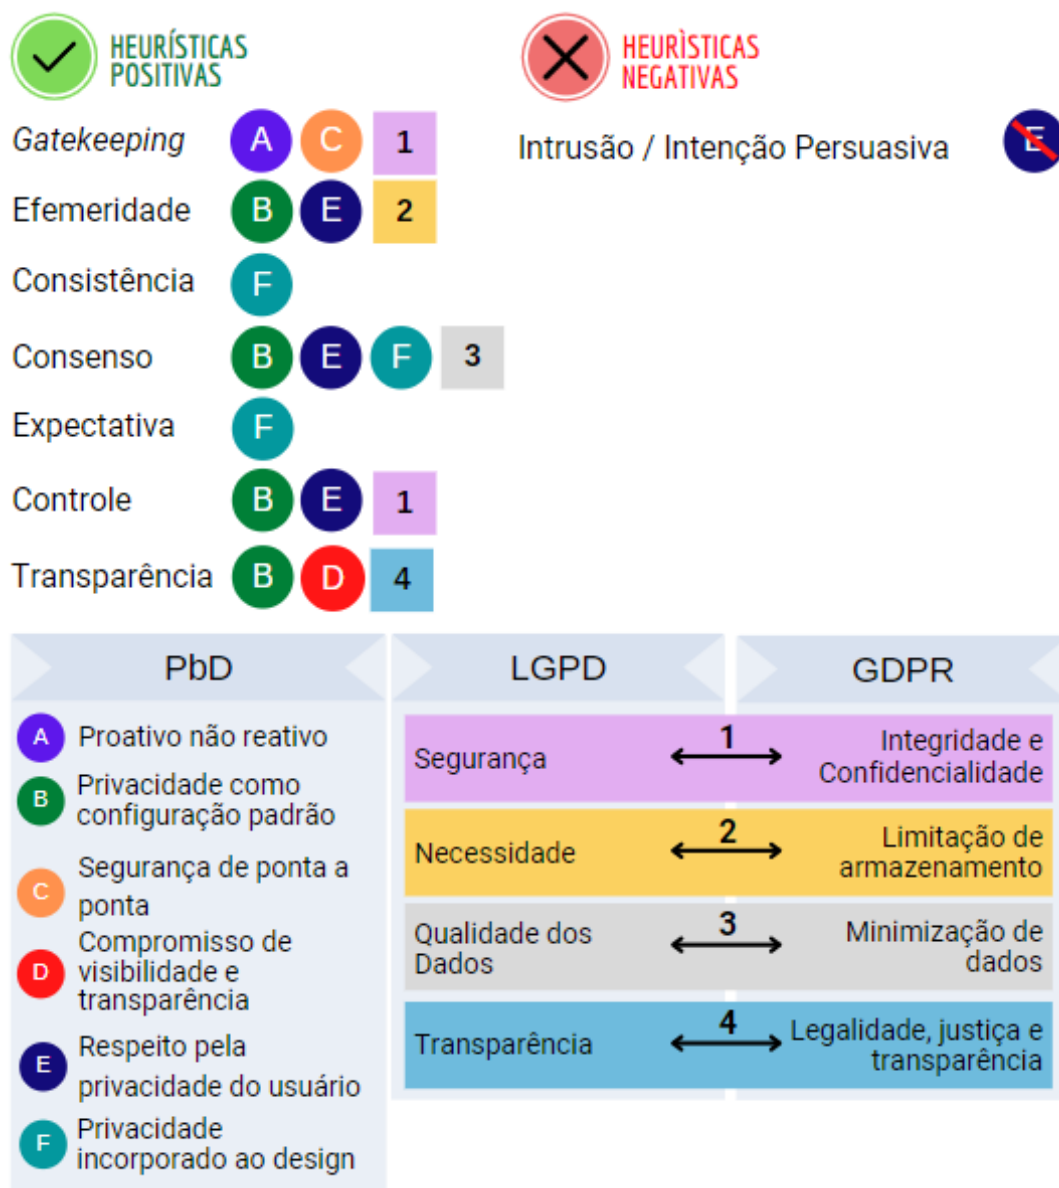 HEURÍSTICAS
POSITIVAS
HEURÌSTICAS
NEGATIVAS
Gatekeeping A C 1
Intrusão / Intenção Persuasiva E
Efemeridade B E 2
Consistência F
Consenso B E F 3
Expectativa F
Controle B E 1
Transparência B D 4
PbD
A Proativo não reativo
B Privacidade como
configuração padrão
C Segurança de ponta a
ponta
D Compromisso de
visibilidade e
transparência
E Respeito pela
privacidade do usuário
F Privacidade
incorporado ao design
LGPD
GDPR
Segurança
1
Integridade e
Confidencialidade
Necessidade
2
Limitação de
armazenamento
Qualidade dos
Dados
3
Minimização de
dados
Transparência
4
Legalidade, justiça e
transparência